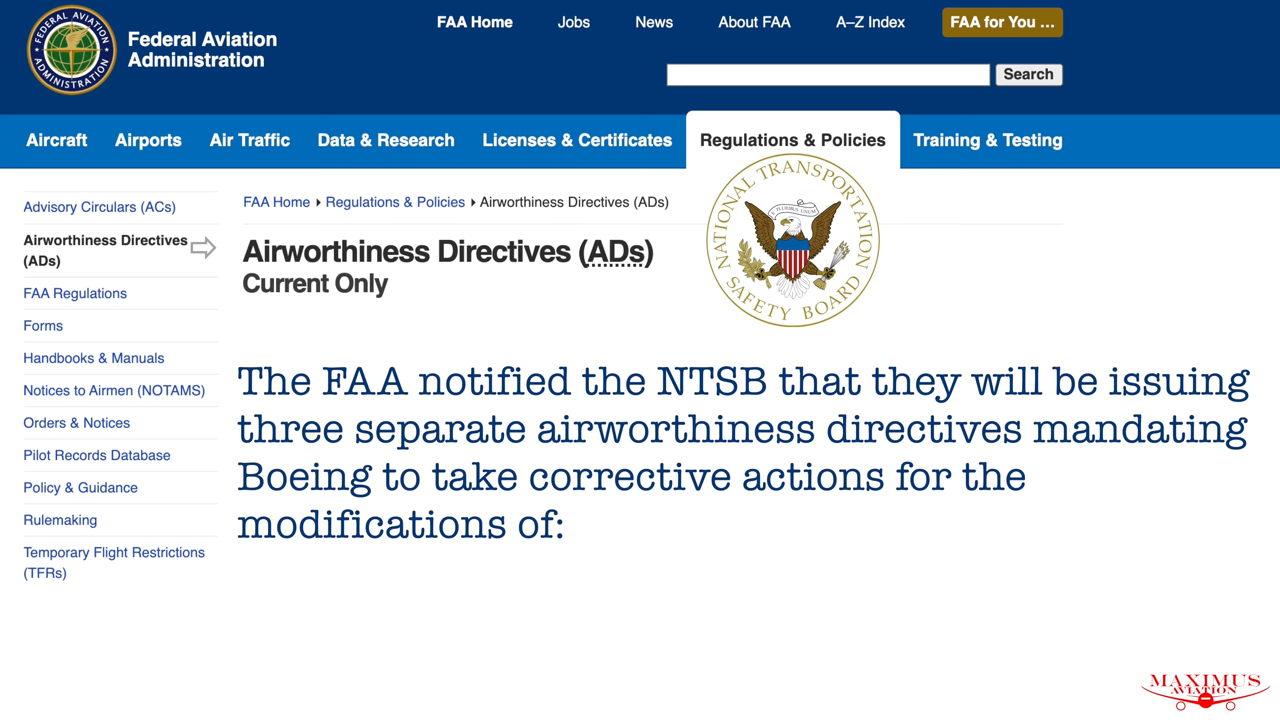 FAA Home Jobs News About FAA A–Z Index FAA for You ...
FEDERAL AVIATION ADMINISTRATION
Federal Aviation
Administration
Search
Aircraft Airports Air Traffic Data & Research Licenses & Certificates Regulations & Policies Training & Testing
NATIONAL TRANSPORTATION SAFETY BOARD
E PLURIBUS UNUM
Advisory Circulars (ACs)
Airworthiness Directives
(ADs)
FAA Regulations
Forms
Handbooks & Manuals
Notices to Airmen (NOTAMS)
Orders & Notices
Pilot Records Database
Policy & Guidance
Rulemaking
Temporary Flight Restrictions
(TFRs)
FAA Home Regulations & Policies Airworthiness Directives (ADs)
Airworthiness Directives (ADs)
Current Only
The FAA notified the NTSB that they will be issuing
three separate airworthiness directives mandating
Boeing to take corrective actions for the
modifications of:
MAXIMUS
AVIATION